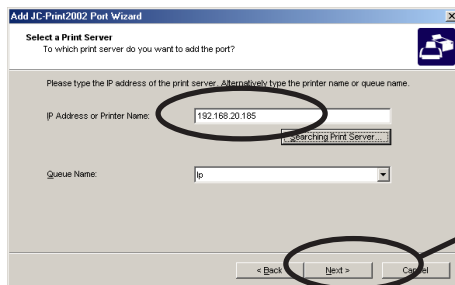 Add JC-Print2002 Port Wizard
Select a Print Server
To which print server do you want to add the port?
Please type the IP address of the print server. Alternatively type the printer name or queue name.
IP Address or Printer Name:
192.168.20.185
Searching Print Server...
Queue Name:
lp
< Back
Next >
Cancel